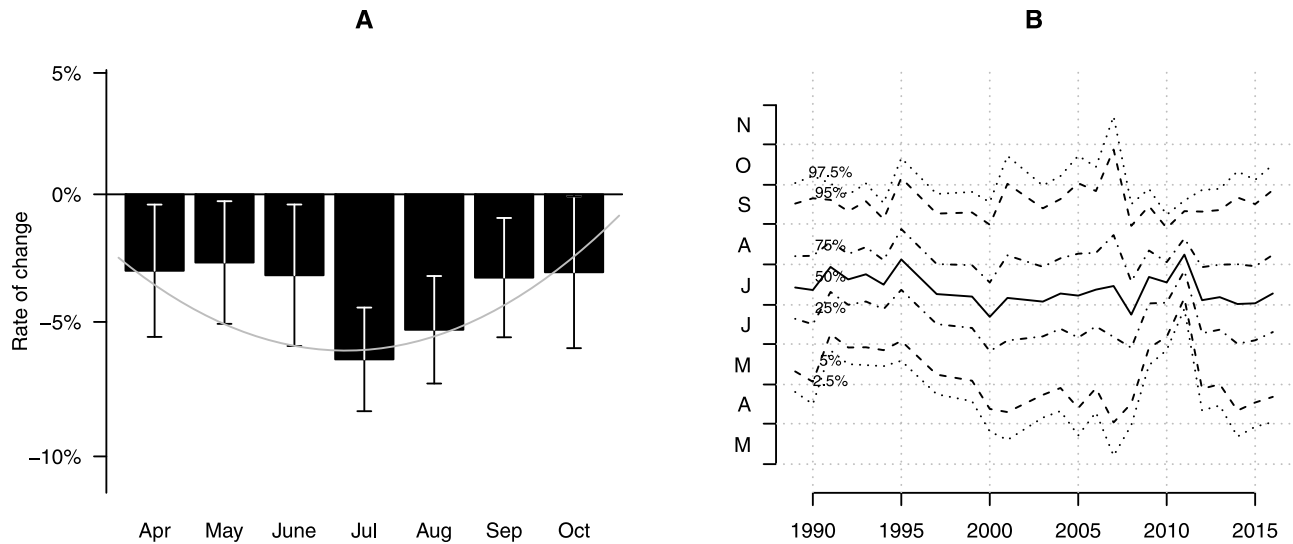 A
5%
0%
−5%
−10%
Rate of change
Apr May June Jul Aug Sep Oct
B
N
O
S
A
J
J
M
A
M
97.5%
95%
75%
50%
25%
5%
2.5%
1990 1995 2000 2005 2010 2015